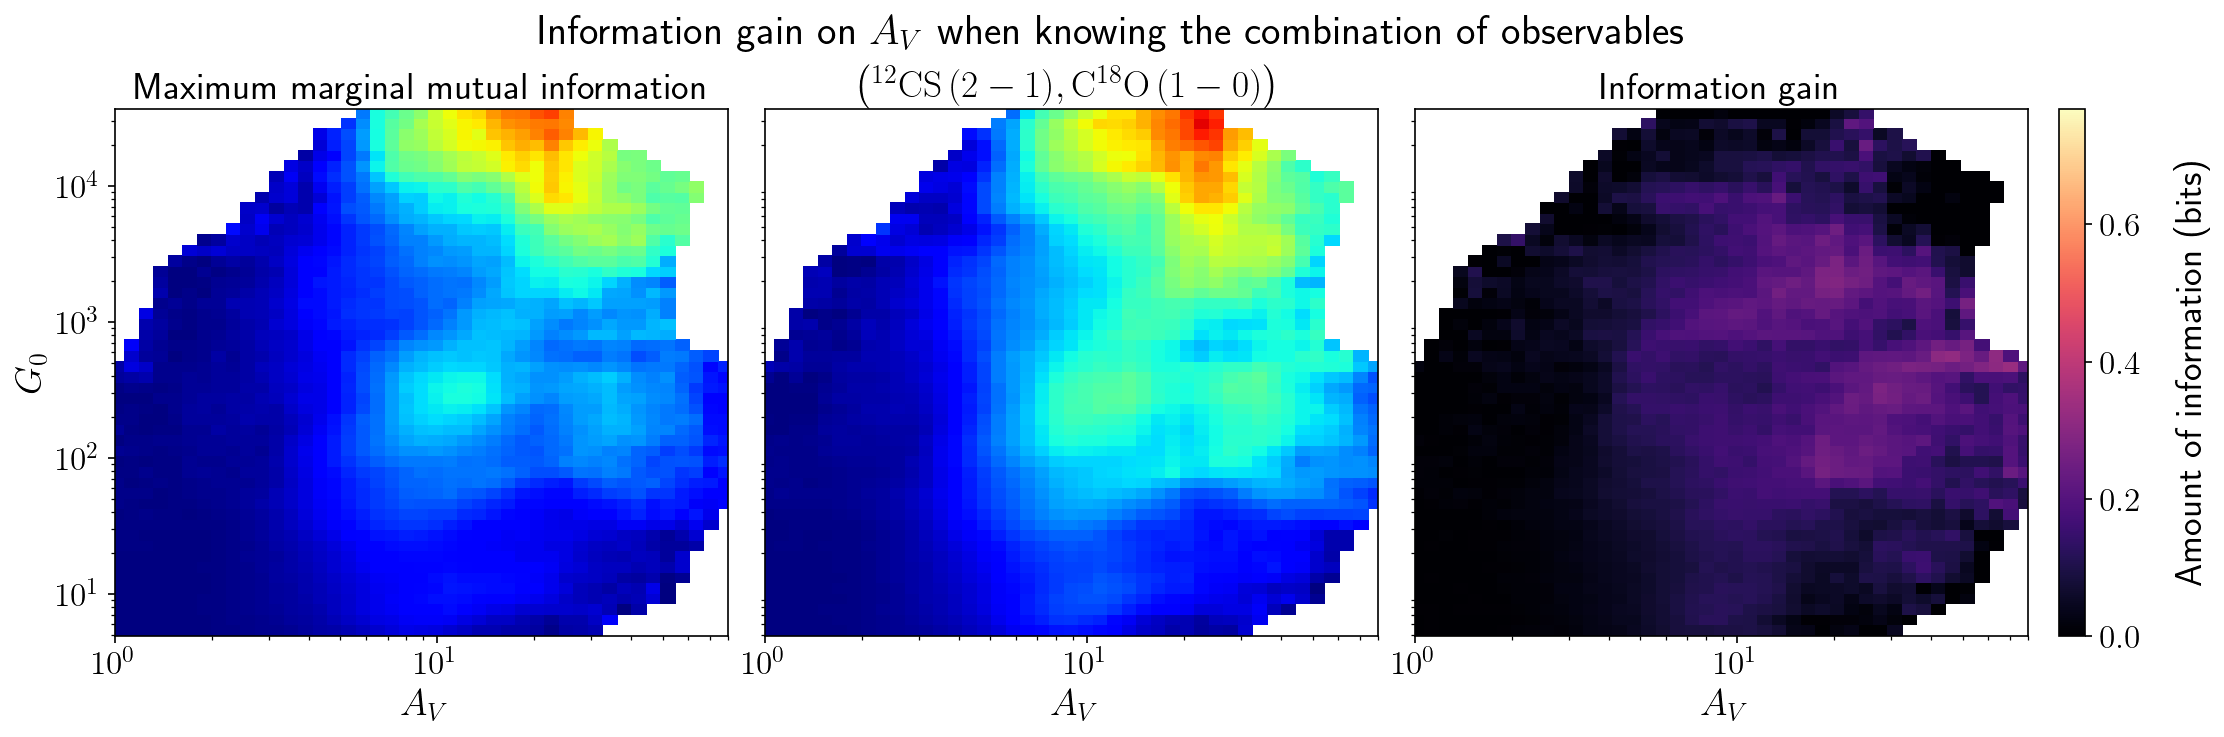 Information gain on A_V when knowing the combination of observables
Maximum marginal mutual information
(¹²CS (2 − 1), C¹⁸O (1 − 0))
Information gain
G₀
10⁴
10³
10²
10¹
10⁰
10¹
A_V
10⁰
10¹
A_V
10⁰
10¹
A_V
0.6
0.4
0.2
0.0
Amount of information (bits)